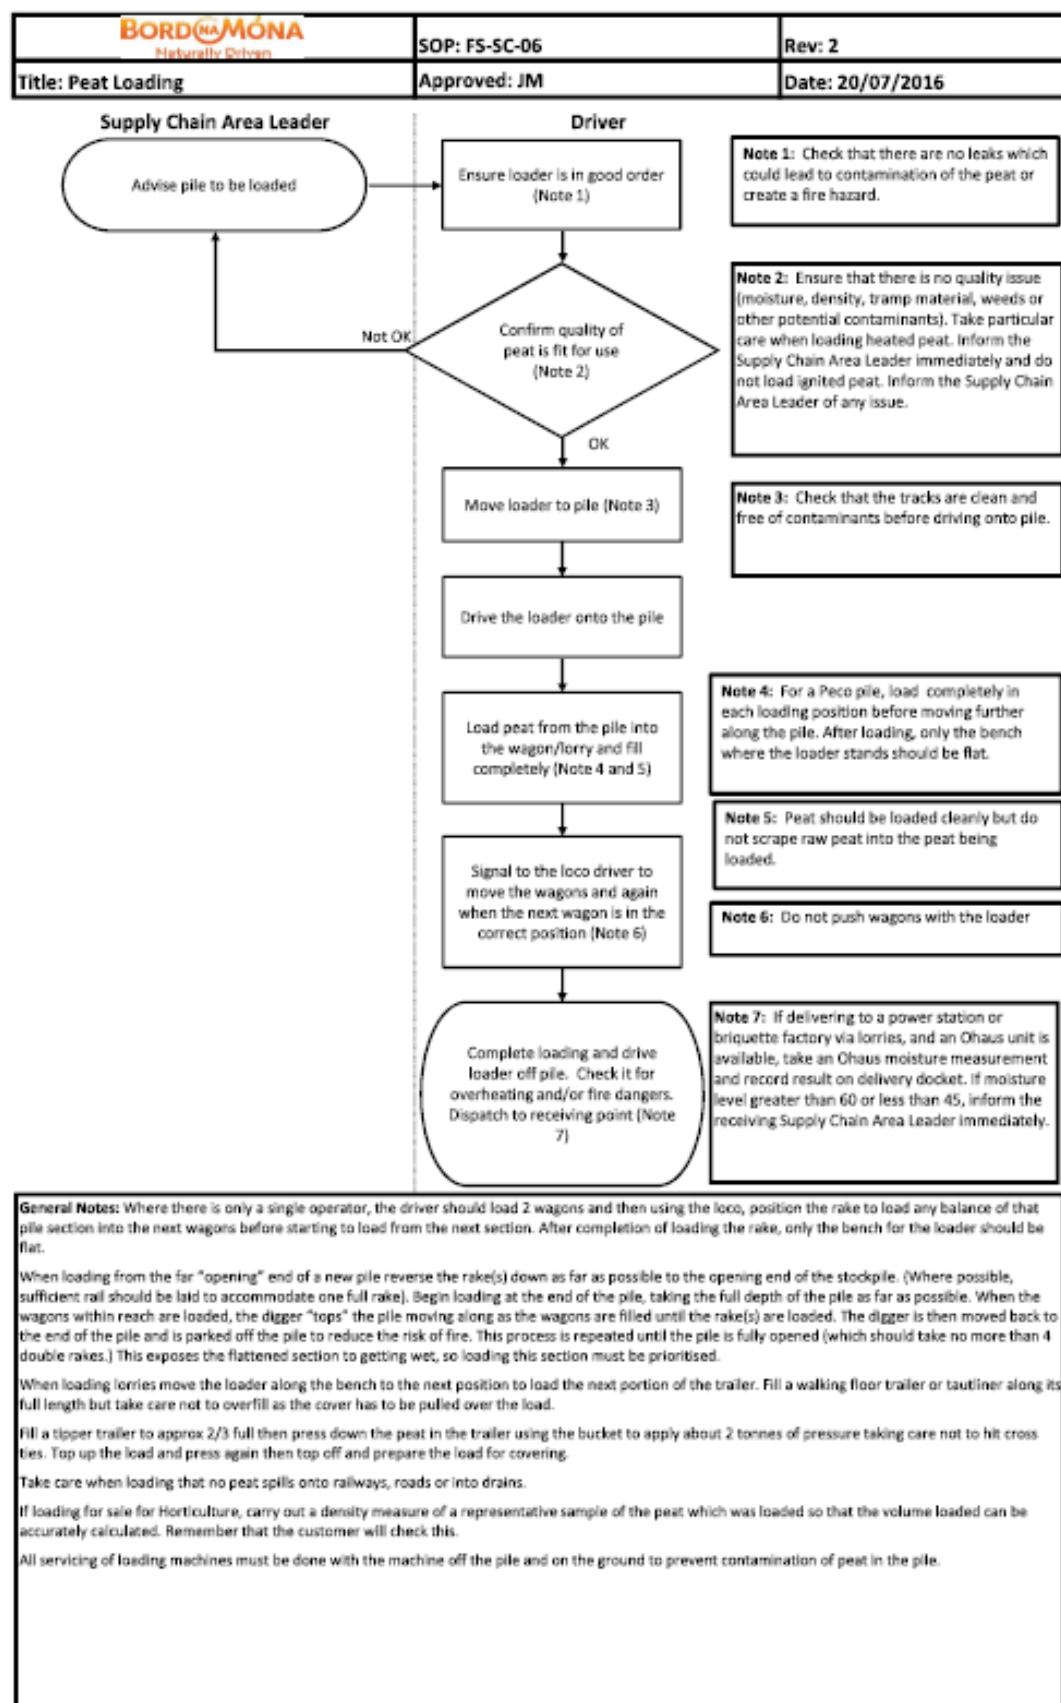 BORD NA MÓNA
Naturally Driven
SOP: FS-SC-06
Rev: 2
Title: Peat Loading
Approved: JM
Date: 20/07/2016
Supply Chain Area Leader
Driver
Advise pile to be loaded
Ensure loader is in good order
(Note 1)
Note 1: Check that there are no leaks which
could lead to contamination of the peat or
create a fire hazard.
Not OK
Confirm quality of
peat is fit for use
(Note 2)
OK
Note 2: Ensure that there is no quality issue
(moisture, density, tramp material, weeds or
other potential contaminants). Take particular
care when loading heated peat. Inform the
Supply Chain Area Leader immediately and do
not load ignited peat. Inform the Supply Chain
Area Leader of any issue.
Move loader to pile (Note 3)
Note 3: Check that the tracks are clean and
free of contaminants before driving onto pile.
Drive the loader onto the pile
Load peat from the pile into
the wagon/lorry and fill
completely (Note 4 and 5)
Note 4: For a Peco pile, load completely in
each loading position before moving further
along the pile. After loading, only the bench
where the loader stands should be flat.
Note 5: Peat should be loaded cleanly but do
not scrape raw peat into the peat being
loaded.
Signal to the loco driver to
move the wagons and again
when the next wagon is in the
correct position (Note 6)
Note 6: Do not push wagons with the loader
Complete loading and drive
loader off pile. Check it for
overheating and/or fire dangers.
Dispatch to receiving point (Note
7)
Note 7: If delivering to a power station or
briquette factory via lorries, and an Ohaus unit is
available, take an Ohaus moisture measurement
and record result on delivery docket. If moisture
level greater than 60 or less than 45, inform the
receiving Supply Chain Area Leader immediately.
General Notes: Where there is only a single operator, the driver should load 2 wagons and then using the loco, position the rake to load any balance of that
pile section into the next wagons before starting to load from the next section. After completion of loading the rake, only the bench for the loader should be
flat.
When loading from the far "opening" end of a new pile reverse the rake(s) down as far as possible to the opening end of the stockpile. (Where possible,
sufficient rail should be laid to accommodate one full rake). Begin loading at the end of the pile, taking the full depth of the pile as far as possible. When the
wagons within reach are loaded, the digger "tops" the pile moving along as the wagons are filled until the rake(s) are loaded. The digger is then moved back to
the end of the pile and is parked off the pile to reduce the risk of fire. This process is repeated until the pile is fully opened (which should take no more than 4
double rakes.) This exposes the flattened section to getting wet, so loading this section must be prioritised.
When loading lorries move the loader along the bench to the next position to load the next portion of the trailer. Fill a walking floor trailer or tautliner along its
full length but take care not to overfill as the cover has to be pulled over the load.
Fill a tipper trailer to approx 2/3 full then press down the peat in the trailer using the bucket to apply about 2 tonnes of pressure taking care not to hit cross
ties. Top up the load and press again then top off and prepare the load for covering.
Take care when loading that no peat spills onto railways, roads or into drains.
If loading for sale for Horticulture, carry out a density measure of a representative sample of the peat which was loaded so that the volume loaded can be
accurately calculated. Remember that the customer will check this.
All servicing of loading machines must be done with the machine off the pile and on the ground to prevent contamination of peat in the pile.